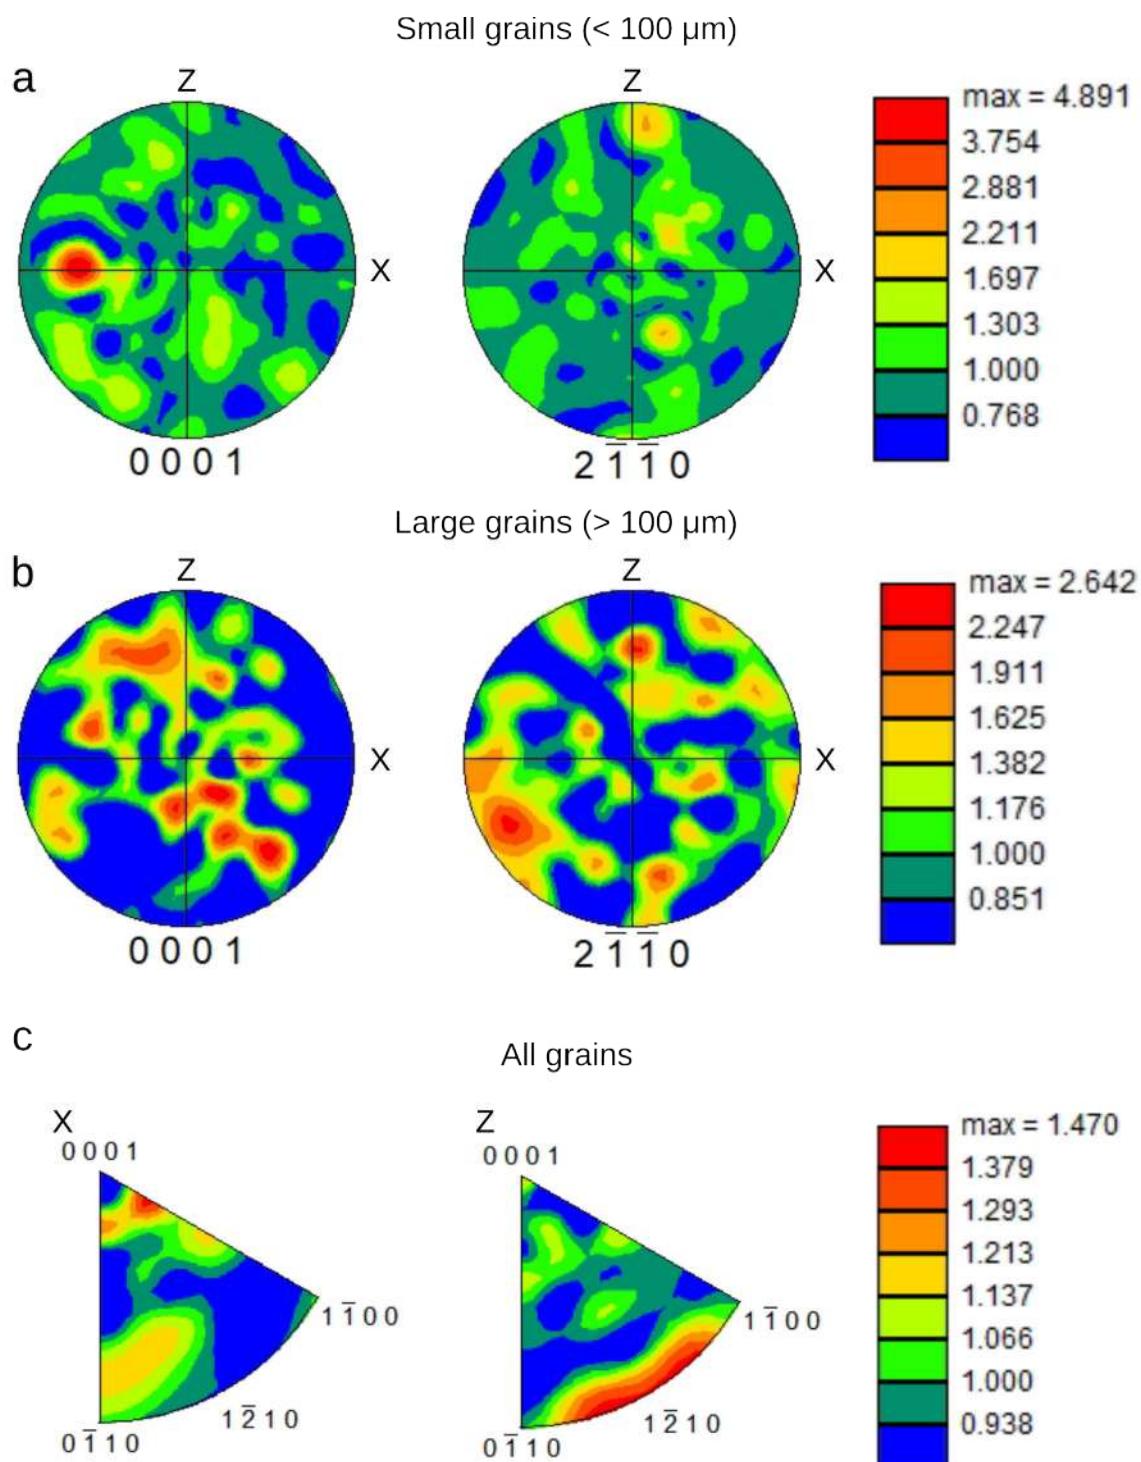 Small grains (< 100 μm)
a
Z
X
0 0 0 1
Z
X
2 1̅ 1̅ 0
max = 4.891
3.754
2.881
2.211
1.697
1.303
1.000
0.768
Large grains (> 100 μm)
b
Z
X
0 0 0 1
Z
X
2 1̅ 1̅ 0
max = 2.642
2.247
1.911
1.625
1.382
1.176
1.000
0.851
c
All grains
X
0 0 0 1
1 1̅ 0 0
1 2̅ 1 0
0 1̅ 1 0
Z
0 0 0 1
1 1̅ 0 0
1 2̅ 1 0
0 1̅ 1 0
max = 1.470
1.379
1.293
1.213
1.137
1.066
1.000
0.938